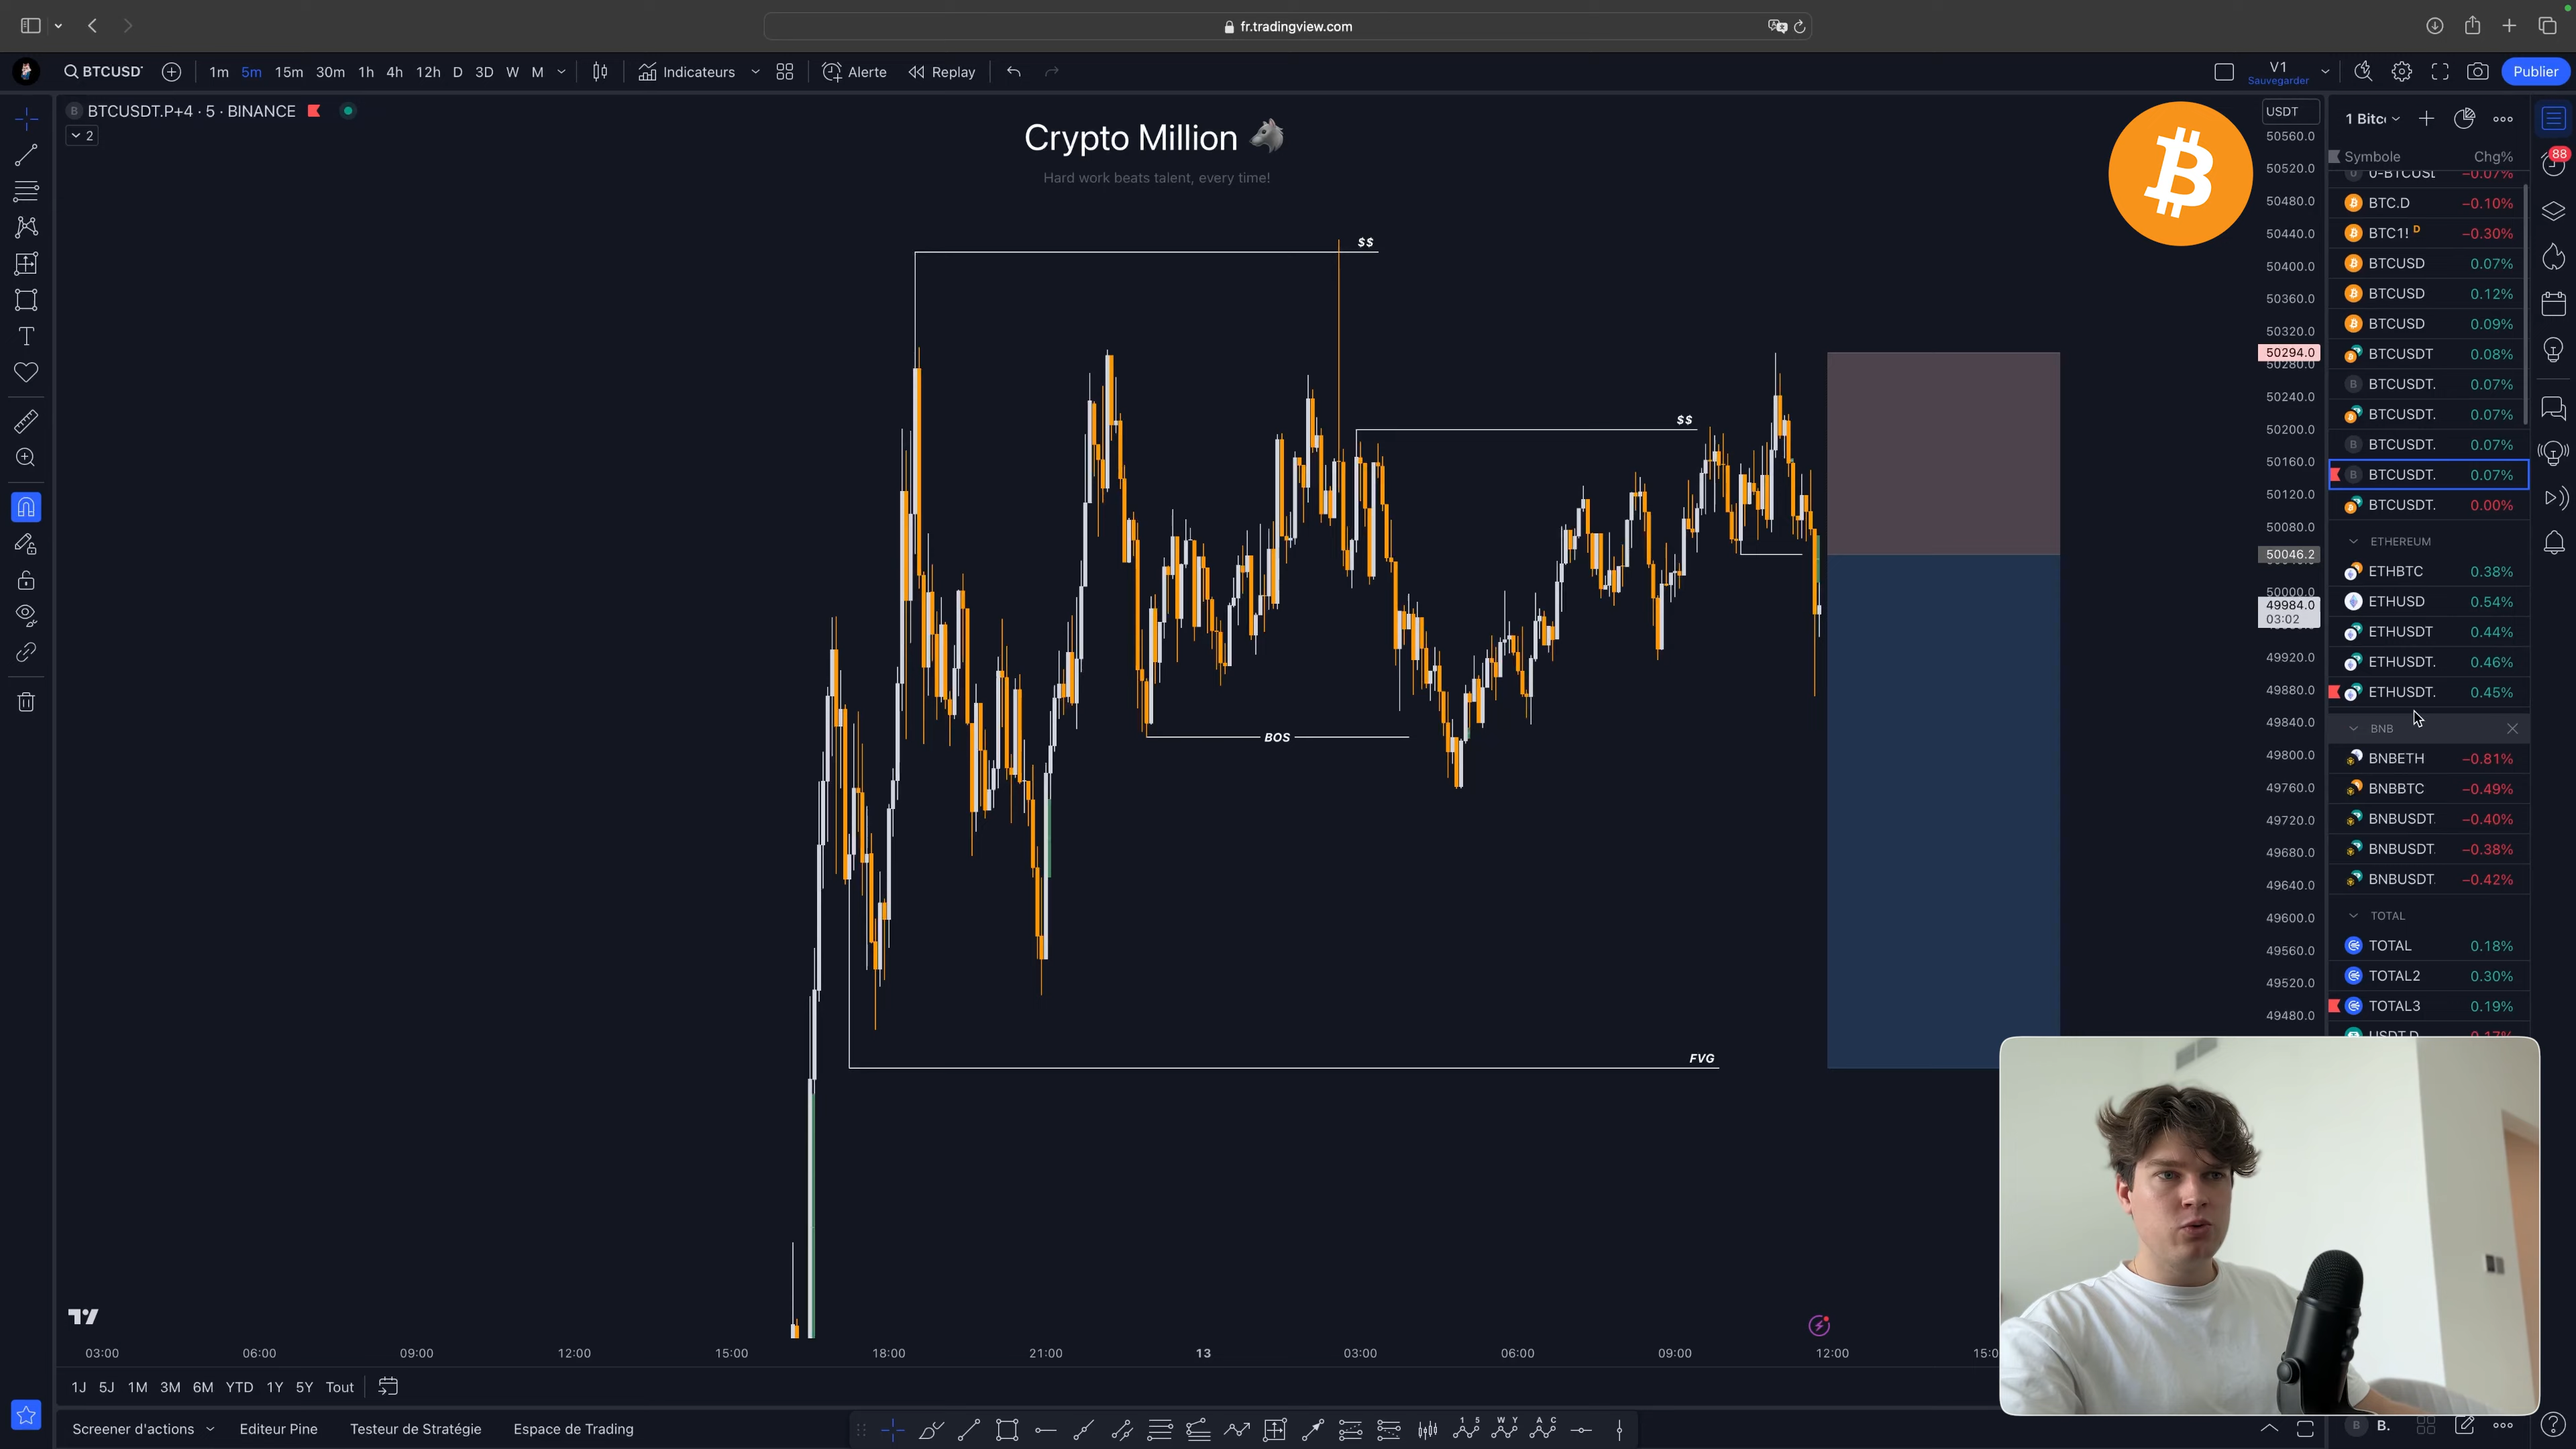 fr.tradingview.com
BTCUSDT
1m 5m 15m 30m 1h 4h 12h D 3D W M
Indicateurs
Alerte
Replay
V1
Sauvegarder
Publier
BTCUSDT.P+4 · 5 · BINANCE
2
Crypto Million
Hard work beats talent, every time!
$$
$$
BOS
FVG
USDT
50560.0
50520.0
50480.0
50440.0
50400.0
50360.0
50320.0
50294.0
50280.0
50240.0
50200.0
50160.0
50120.0
50080.0
50046.2
50000.0
49984.0
03:02
49920.0
49880.0
49840.0
49800.0
49760.0
49720.0
49680.0
49640.0
49600.0
49560.0
49520.0
49480.0
1 Bitc
88
Symbole Chg%
0-BTCUSD −0.07%
BTC.D −0.10%
BTC1! D −0.30%
BTCUSD 0.07%
BTCUSD 0.12%
BTCUSD 0.09%
BTCUSDT 0.08%
BTCUSDT. 0.07%
BTCUSDT. 0.07%
BTCUSDT. 0.07%
BTCUSDT. 0.07%
BTCUSDT. 0.00%
ETHEREUM
ETHBTC 0.38%
ETHUSD 0.54%
ETHUSDT 0.44%
ETHUSDT. 0.46%
ETHUSDT. 0.45%
BNB
BNBETH −0.81%
BNBBTC −0.49%
BNBUSDT −0.40%
BNBUSDT −0.38%
BNBUSDT −0.42%
TOTAL
TOTAL 0.18%
TOTAL2 0.30%
TOTAL3 0.19%
USDT.D −0.17%
03:00 06:00 09:00 12:00 15:00 18:00 21:00 13 03:00 06:00 09:00 12:00 15:0
1J 5J 1M 3M 6M YTD 1Y 5Y Tout
Screener d'actions
Editeur Pine
Testeur de Stratégie
Espace de Trading
B.